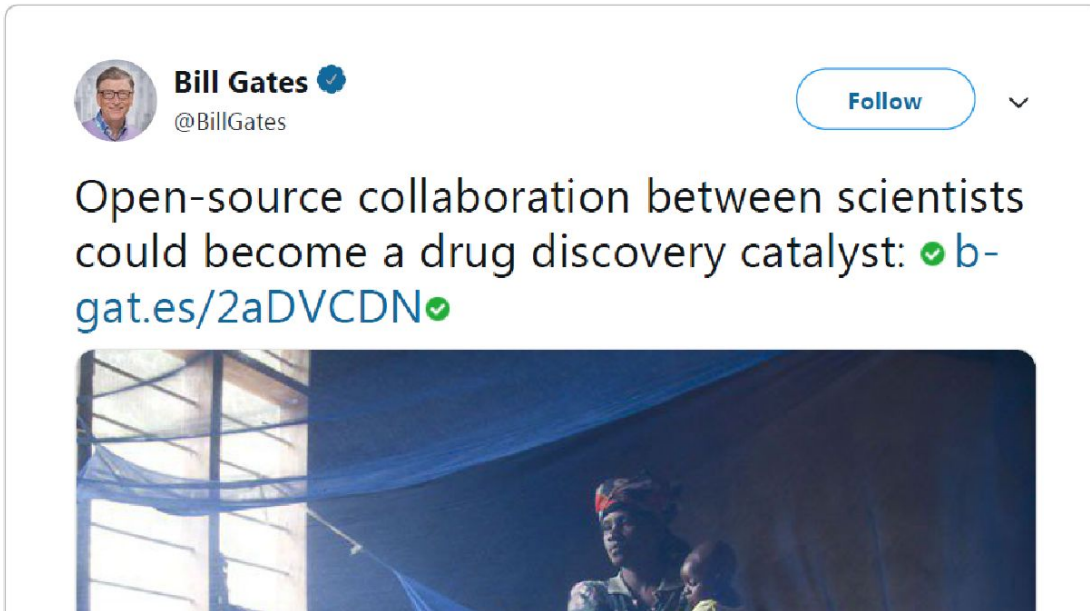 Bill Gates
@BillGates
Follow
Open-source collaboration between scientists
could become a drug discovery catalyst: b-
gat.es/2aDVCDN